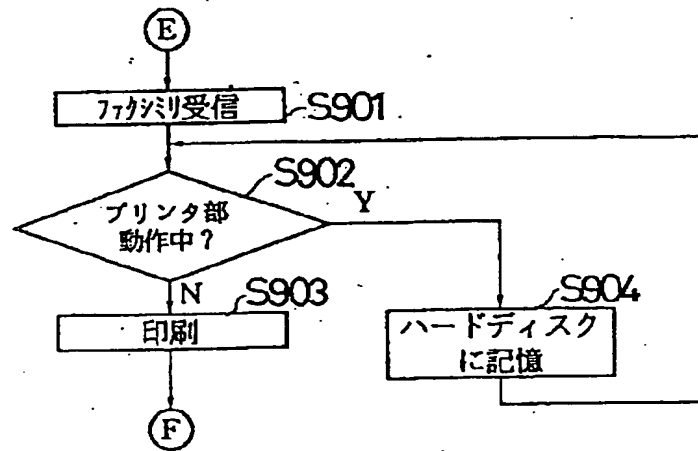 E
ファクシミリ受信
S901
S902
プリンタ部
動作中?
Y
N
S903
印刷
S904
ハードディスク
に記憶
F